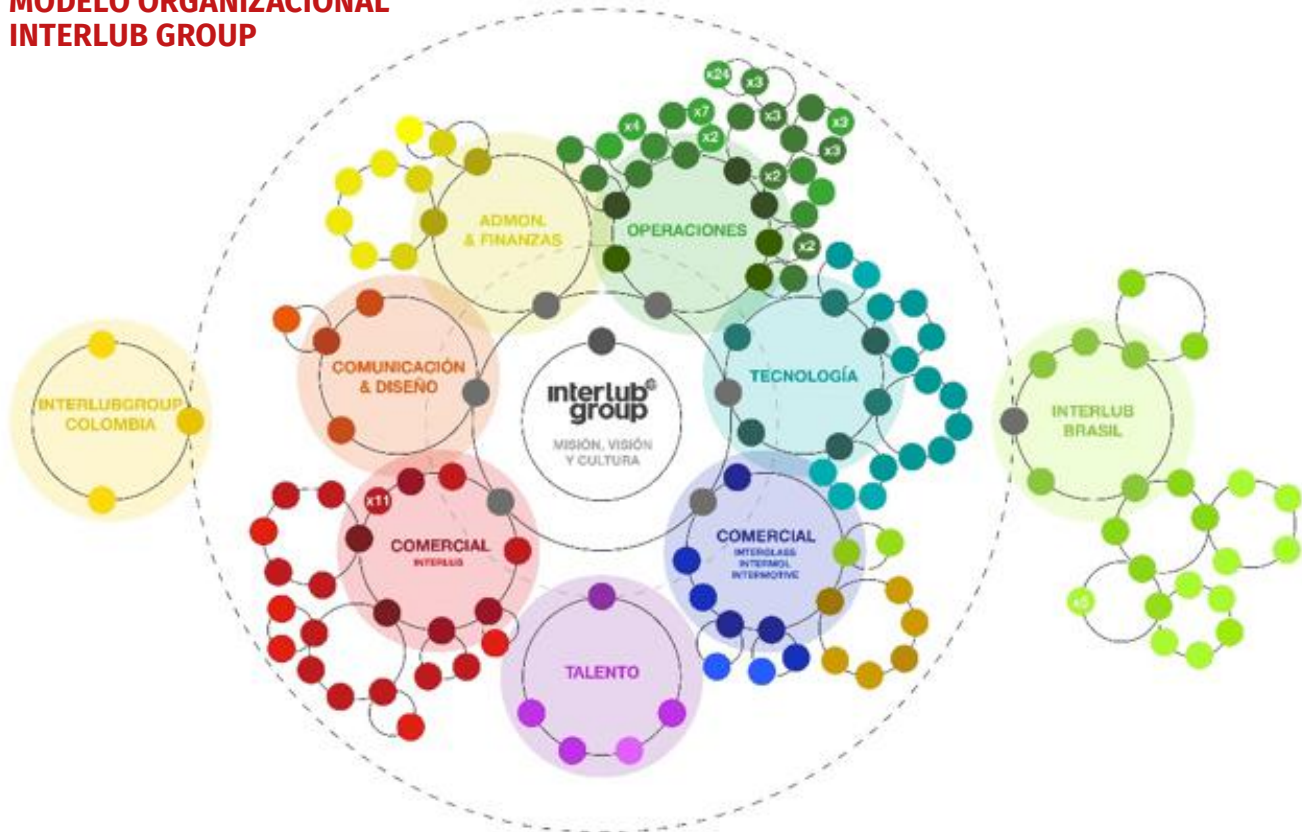 MODELO ORGANIZACIONAL
INTERLUB GROUP
x24
x3
x7
x4
x2
x3
x3
x3
x2
x2
ADMON.
& FINANZAS
OPERACIONES
COMUNICACIÓN
& DISEÑO
interlub
group
MISIÓN, VISIÓN
Y CULTURA
TECNOLOGÍA
INTERLUBGROUP
COLOMBIA
INTERLUB
BRASIL
x11
COMERCIAL
INTERLUB
COMERCIAL
INTERGLASS
INTERMOL
INTERMOTIVE
TALENTO